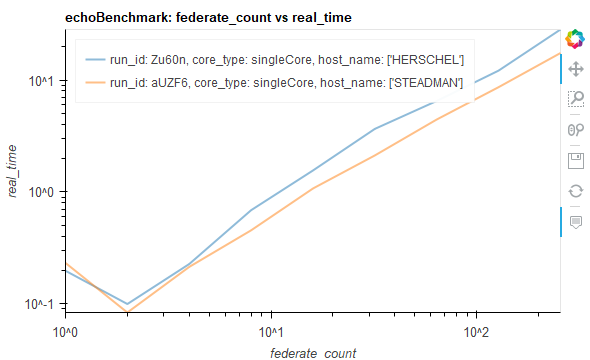 echoBenchmark: federate_count vs real_time
run_id: Zu60n, core_type: singleCore, host_name: ['HERSCHEL']
run_id: aUZF6, core_type: singleCore, host_name: ['STEADMAN']
10^1
10^0
10^-1
real_time
10^0 10^1 10^2
federate_count